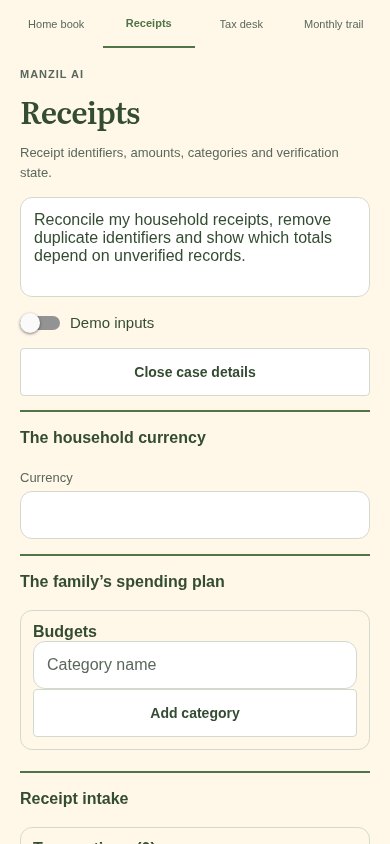 Home book
Receipts
Tax desk
Monthly trail
MANZIL AI
Receipts
Receipt identifiers, amounts, categories and verification
state.
Reconcile my household receipts, remove
duplicate identifiers and show which totals
depend on unverified records.
Demo inputs
Close case details
The household currency
Currency
The family’s spending plan
Budgets
Category name
Add category
Receipt intake